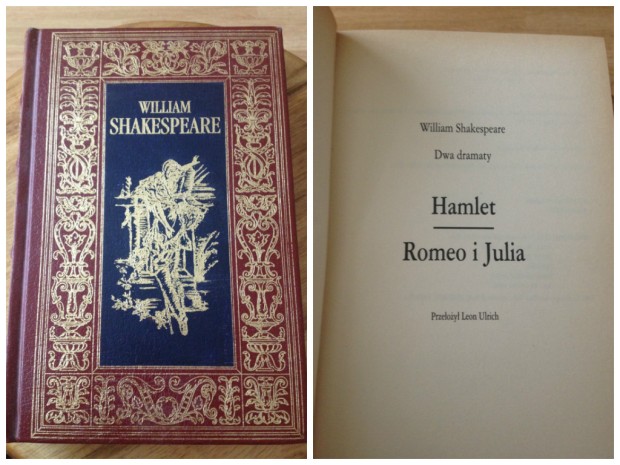 WILLIAM
SHAKESPEARE
William Shakespeare
Dwa dramaty
Hamlet
Romeo i Julia
Przełożył Leon Ulrich